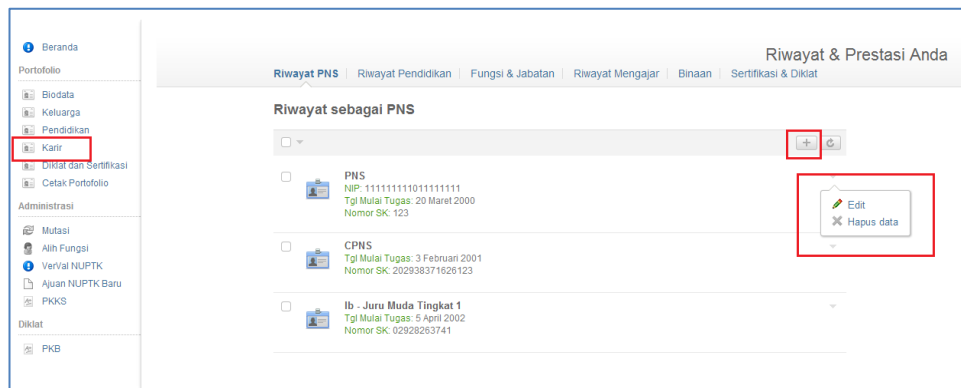 Beranda
Portofolio
Biodata
Keluarga
Pendidikan
Karir
Diklat dan Sertifikasi
Cetak Portofolio
Administrasi
Mutasi
Alih Fungsi
VerVal NUPTK
Ajuan NUPTK Baru
PKKS
Diklat
PKB
Riwayat & Prestasi Anda
Riwayat PNS Riwayat Pendidikan Fungsi & Jabatan Riwayat Mengajar Binaan Sertifikasi & Diklat
Riwayat sebagai PNS
PNS
NIP: 111111111011111111
Tgl Mulai Tugas: 20 Maret 2000
Nomor SK: 123
Edit
Hapus data
CPNS
Tgl Mulai Tugas: 3 Februari 2001
Nomor SK: 202938371626123
Ib - Juru Muda Tingkat 1
Tgl Mulai Tugas: 5 April 2002
Nomor SK: 02928263741